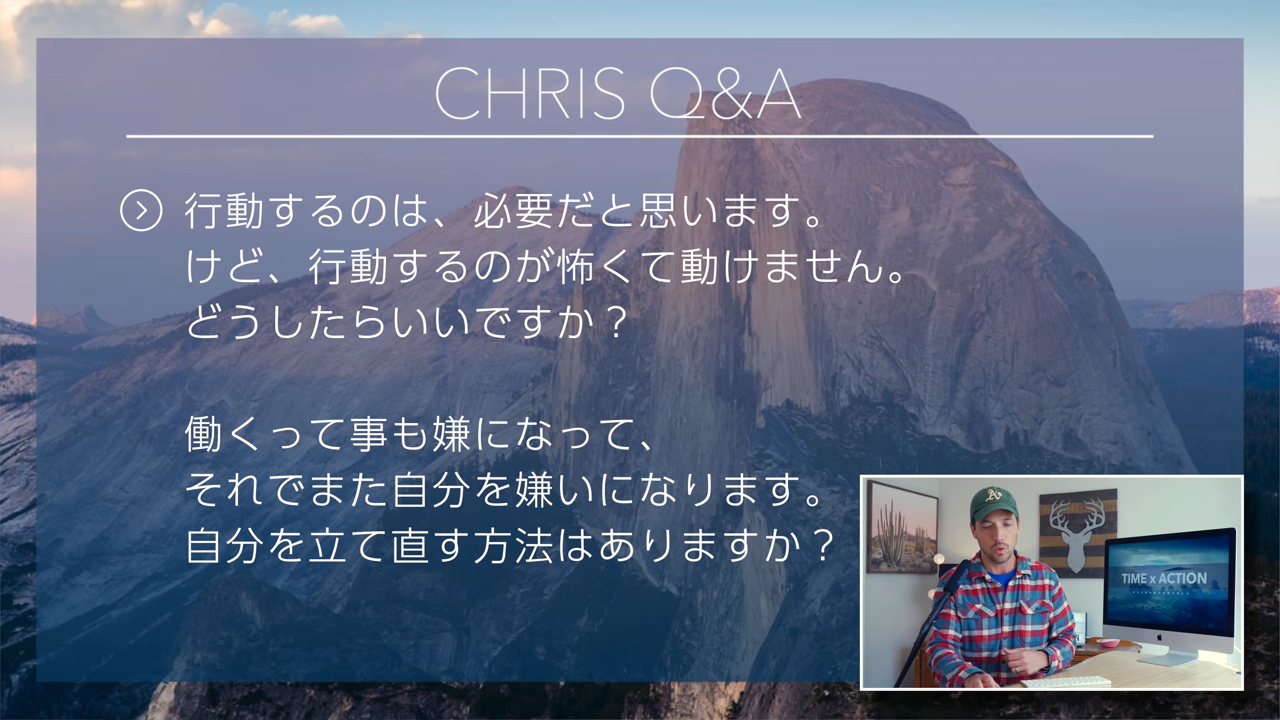 CHRIS Q&A
行動するのは、必要だと思います。
けど、行動するのが怖くて動けません。
どうしたらいいですか？
働くって事も嫌になって、
それでまた自分を嫌いになります。
自分を立て直す方法はありますか？
A's
TIME x ACTION